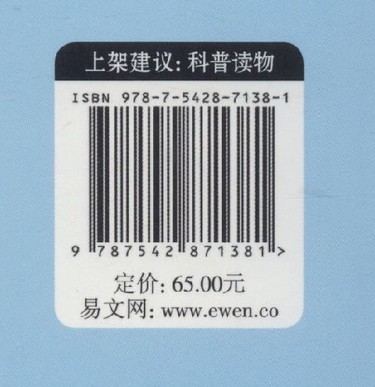 上架建议：科普读物
ISBN 978-7-5428-7138-1
9 787542 871381 >
定价：65.00元
易文网：www.ewen.co